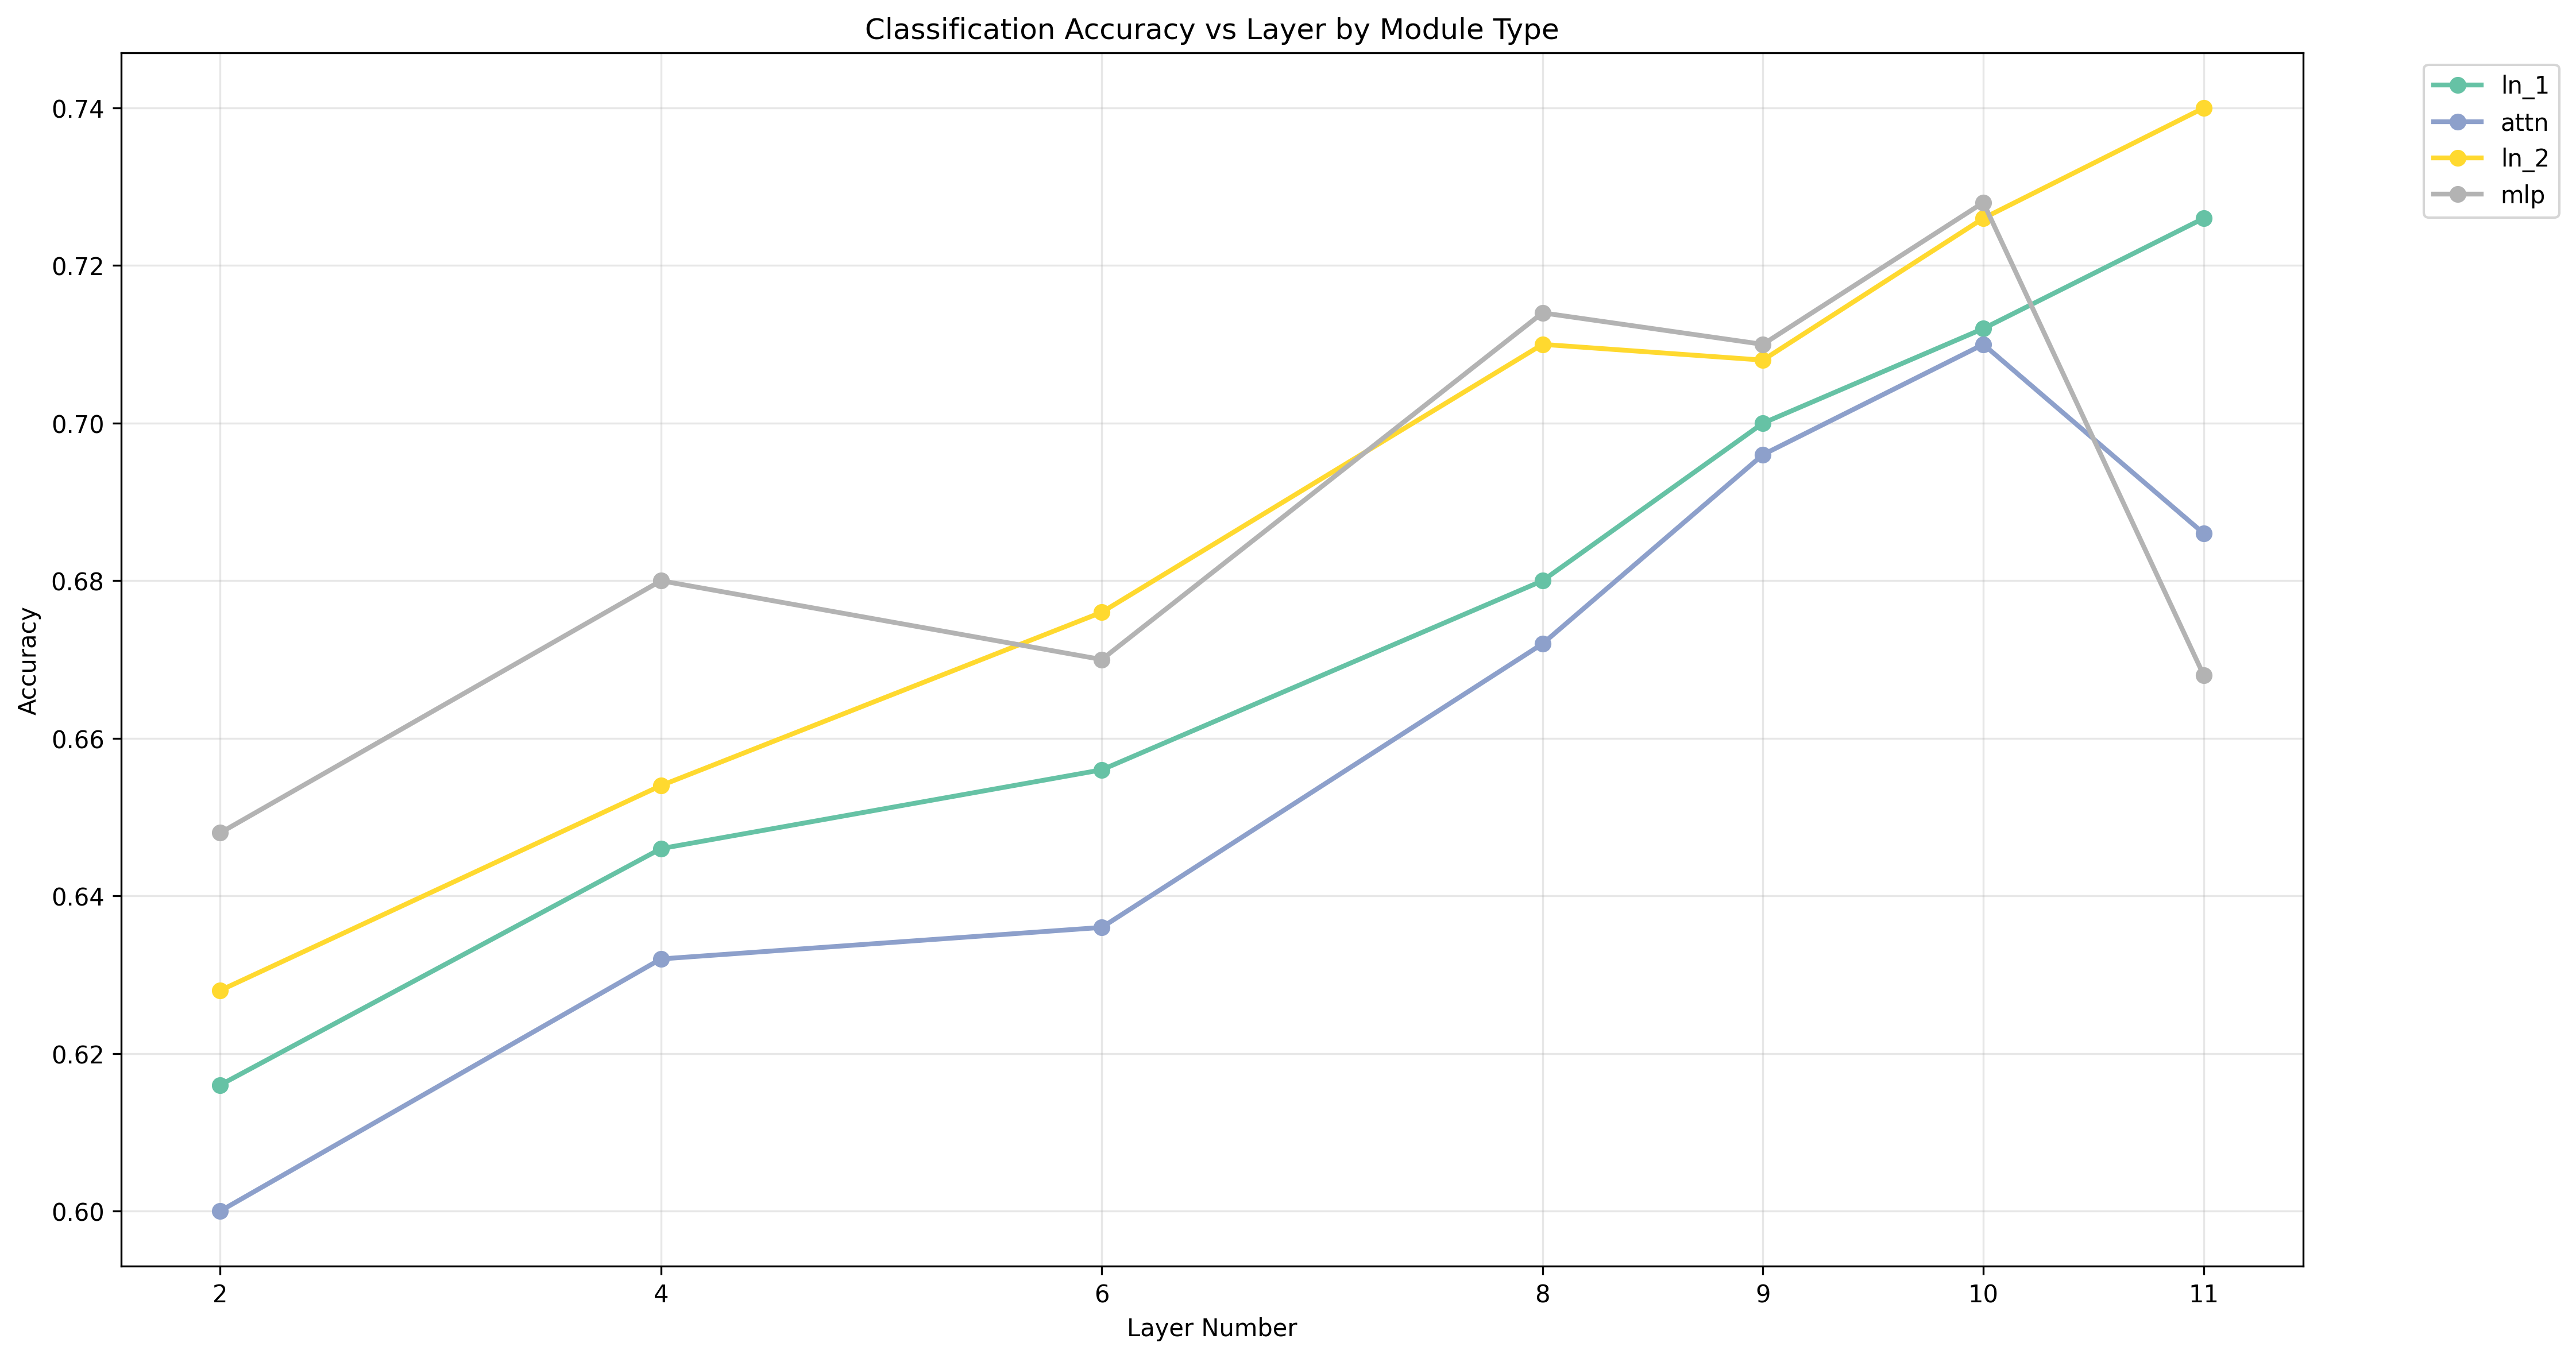 Classification Accuracy vs Layer by Module Type
ln_1
attn
ln_2
mlp
0.74
0.72
0.70
0.68
0.66
0.64
0.62
0.60
Accuracy
2 4 6 8 9 10 11
Layer Number